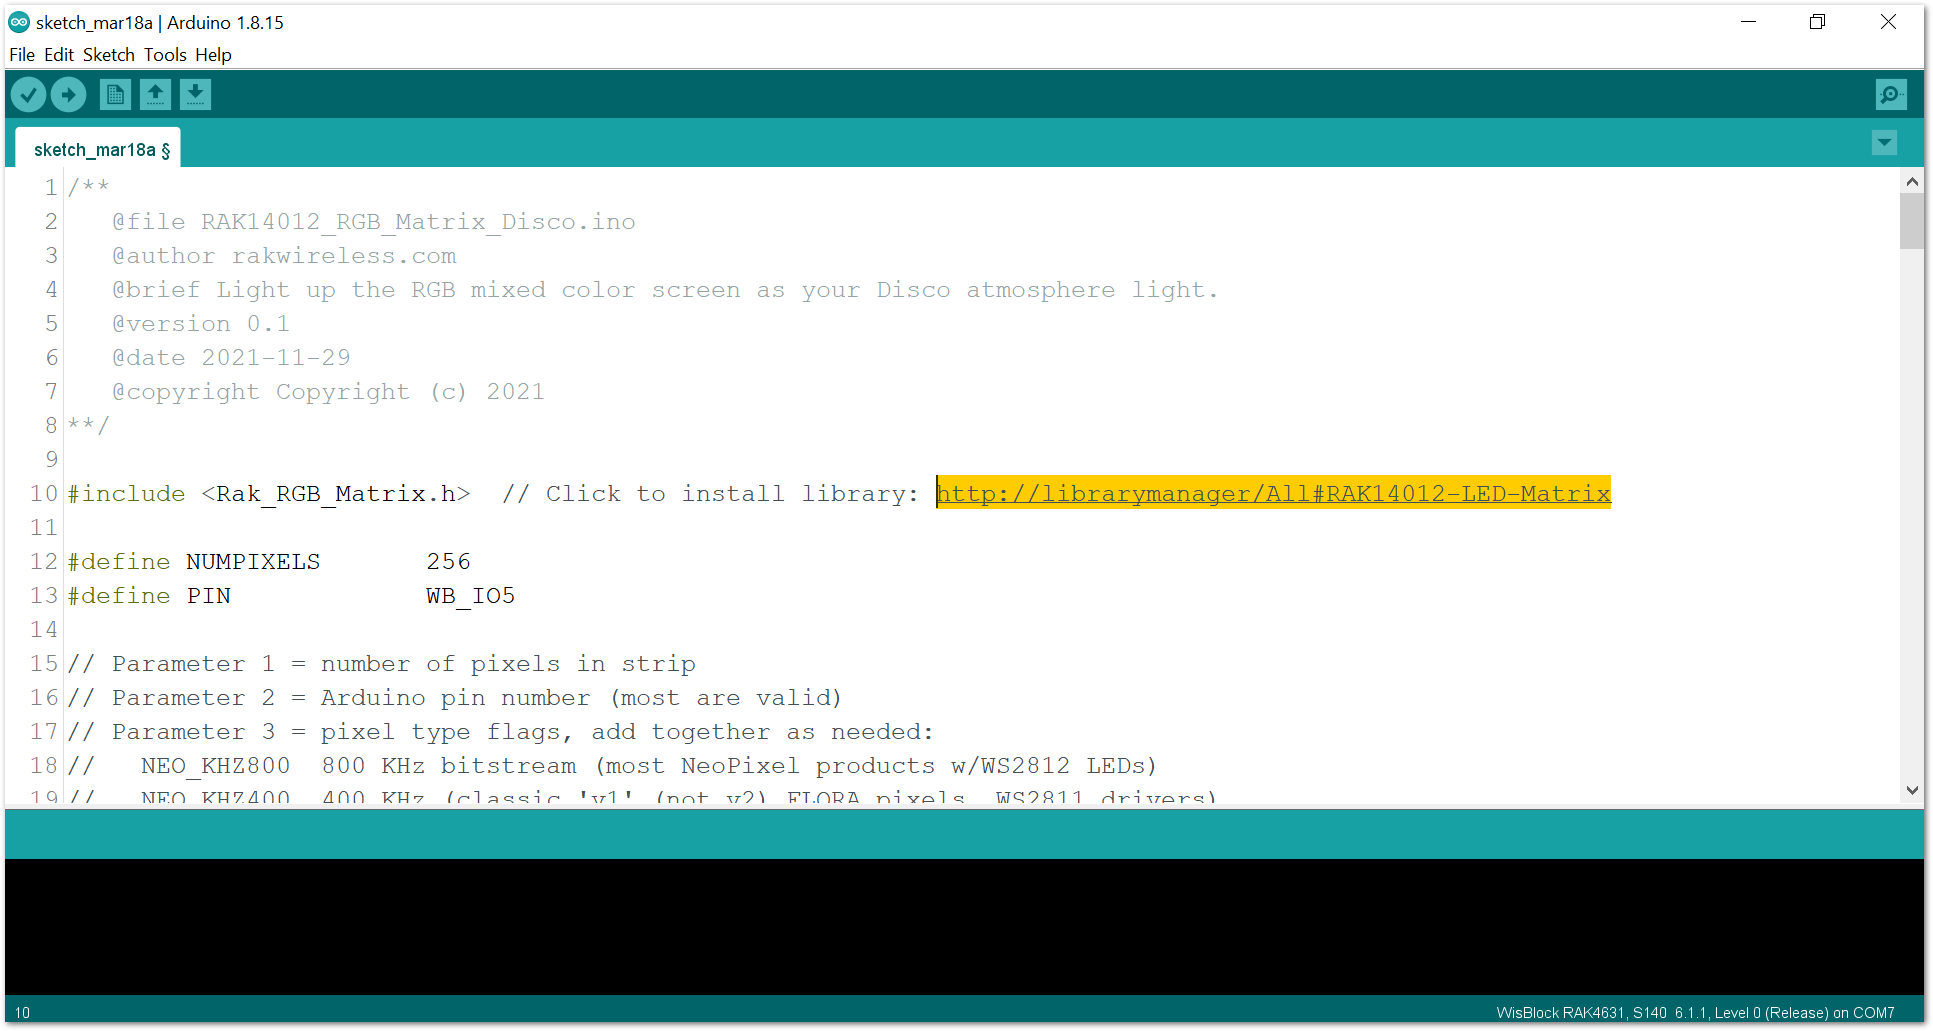 sketch_mar18a | Arduino 1.8.15
File Edit Sketch Tools Help
sketch_mar18a §
1 /**
2    @file RAK14012_RGB_Matrix_Disco.ino
3    @author rakwireless.com
4    @brief Light up the RGB mixed color screen as your Disco atmosphere light.
5    @version 0.1
6    @date 2021-11-29
7    @copyright Copyright (c) 2021
8 **/
9
10 #include <Rak_RGB_Matrix.h>  // Click to install library: http://librarymanager/All#RAK14012-LED-Matrix
11
12 #define NUMPIXELS       256
13 #define PIN             WB_IO5
14
15 // Parameter 1 = number of pixels in strip
16 // Parameter 2 = Arduino pin number (most are valid)
17 // Parameter 3 = pixel type flags, add together as needed:
18 //   NEO_KHZ800  800 KHz bitstream (most NeoPixel products w/WS2812 LEDs)
19 //   NEO_KHZ400  400 KHz (classic 'v1' (not v2) FLORA pixels, WS2811 drivers)
10
WisBlock RAK4631, S140 6.1.1, Level 0 (Release) on COM7